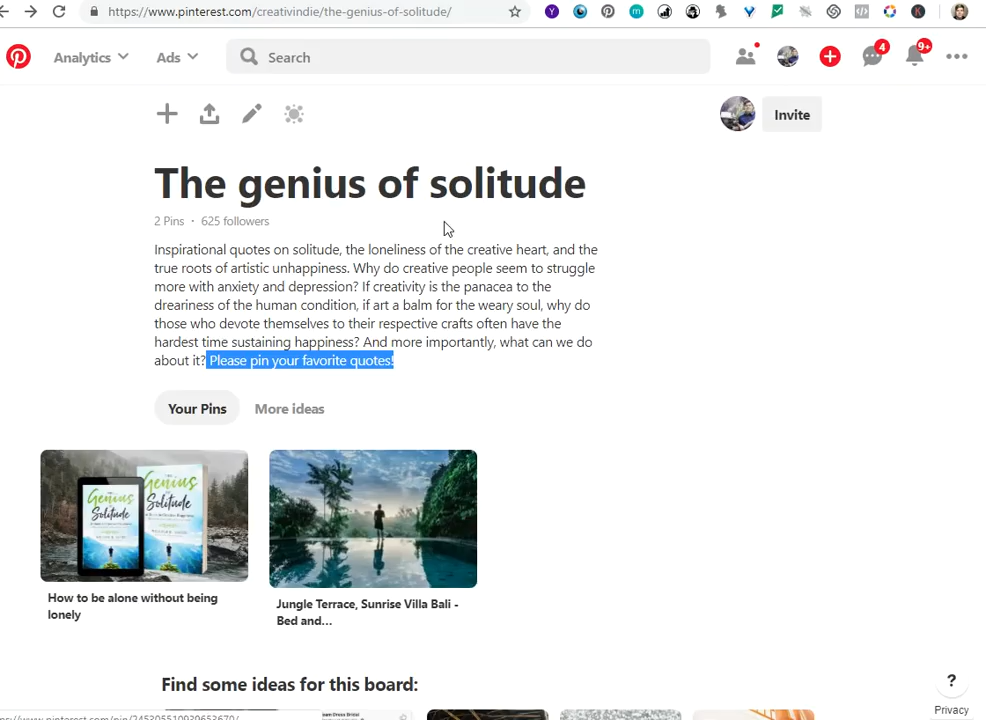 https://www.pinterest.com/creativindie/the-genius-of-solitude/
Analytics
Ads
Search
4
9+
Invite
The genius of solitude
2 Pins · 625 followers
Inspirational quotes on solitude, the loneliness of the creative heart, and the
true roots of artistic unhappiness. Why do creative people seem to struggle
more with anxiety and depression? If creativity is the panacea to the
dreariness of the human condition, if art a balm for the weary soul, why do
those who devote themselves to their respective crafts often have the
hardest time sustaining happiness? And more importantly, what can we do
about it? Please pin your favorite quotes!
Your Pins
More ideas
Genius
Solitude
Genius
Solitude
How to be alone without being
lonely
Jungle Terrace, Sunrise Villa Bali -
Bed and...
Find some ideas for this board:
?
Privacy